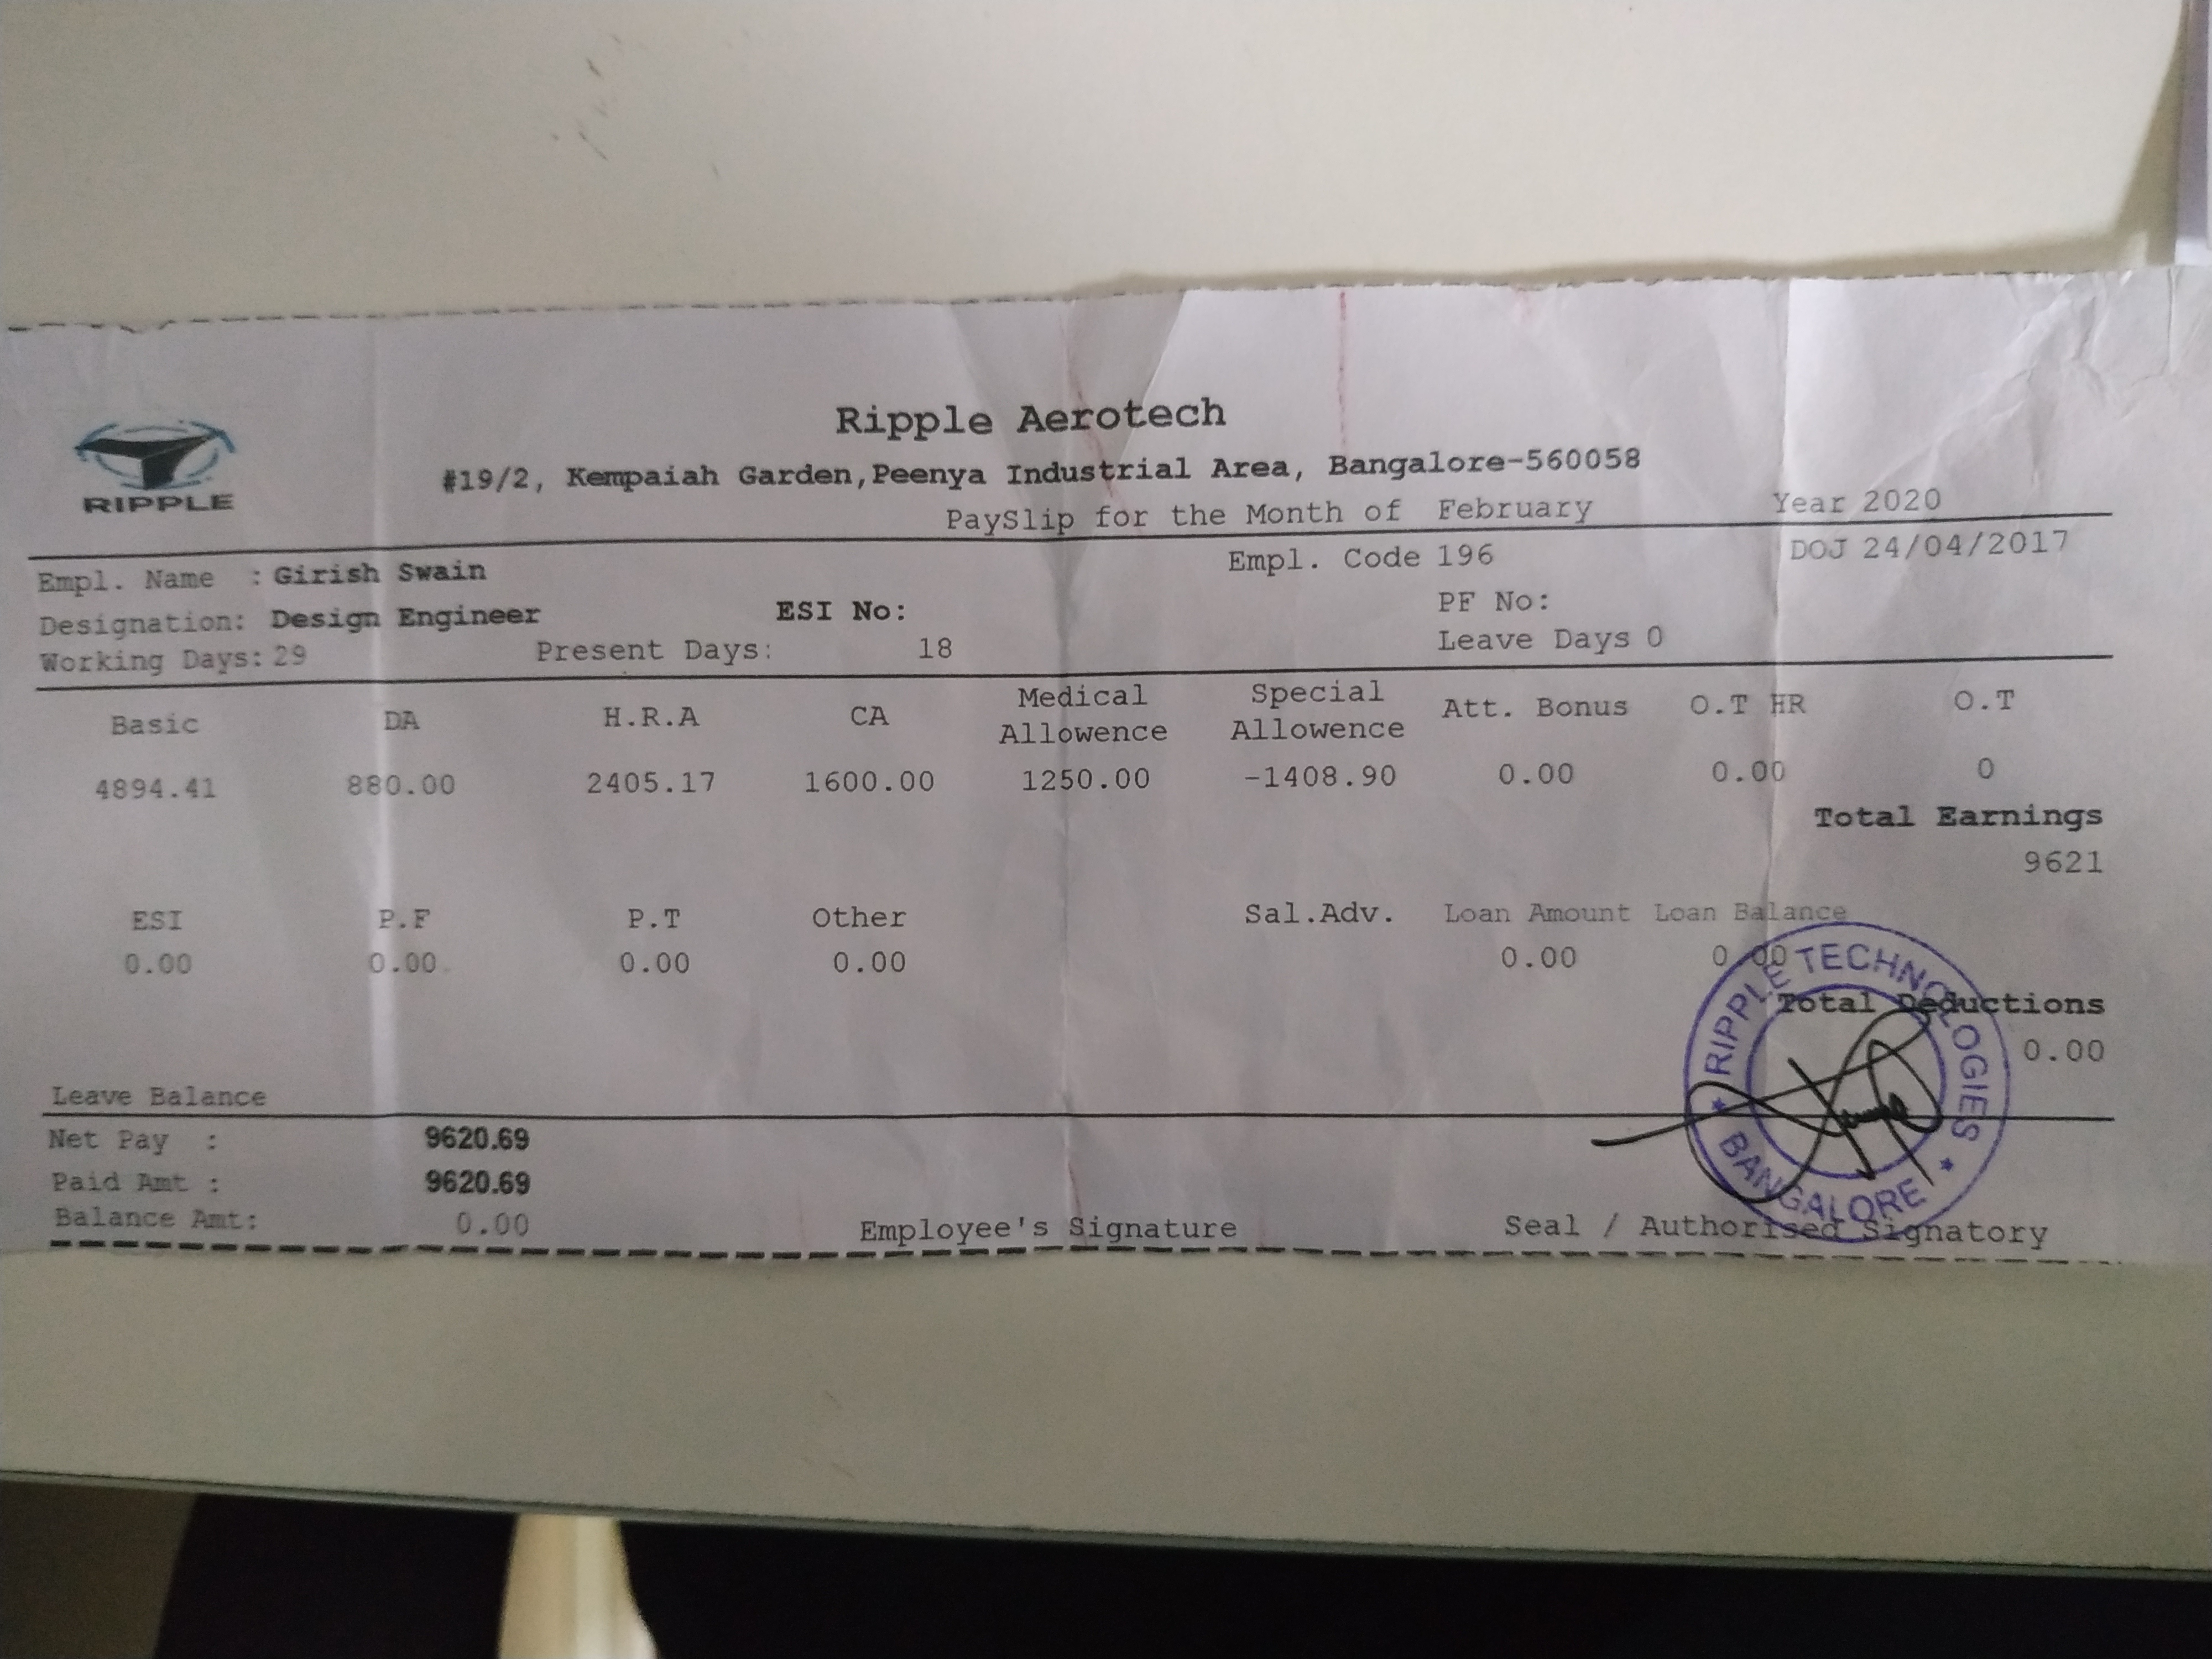 RIPPLE
Ripple Aerotech
#19/2, Kempaiah Garden,Peenya Industrial Area, Bangalore-560058
PaySlip for the Month of February Year 2020
Empl. Name : Girish Swain Empl. Code 196 DOJ 24/04/2017
Designation: Design Engineer ESI No: PF No:
Working Days: 29 Present Days: 18 Leave Days 0
Basic DA H.R.A CA Medical Allowence Special Allowence Att. Bonus O.T HR O.T
4894.41 880.00 2405.17 1600.00 1250.00 -1408.90 0.00 0.00 0
Total Earnings
9621
ESI P.F P.T Other Sal.Adv. Loan Amount Loan Balance
0.00 0.00 0.00 0.00 0.00 0.00
Total Deductions
0.00
RIPPLE TECHNOLOGIES
BANGALORE
Leave Balance
Net Pay : 9620.69
Paid Amt : 9620.69
Balance Amt: 0.00
Employee's Signature Seal / Authorised Signatory